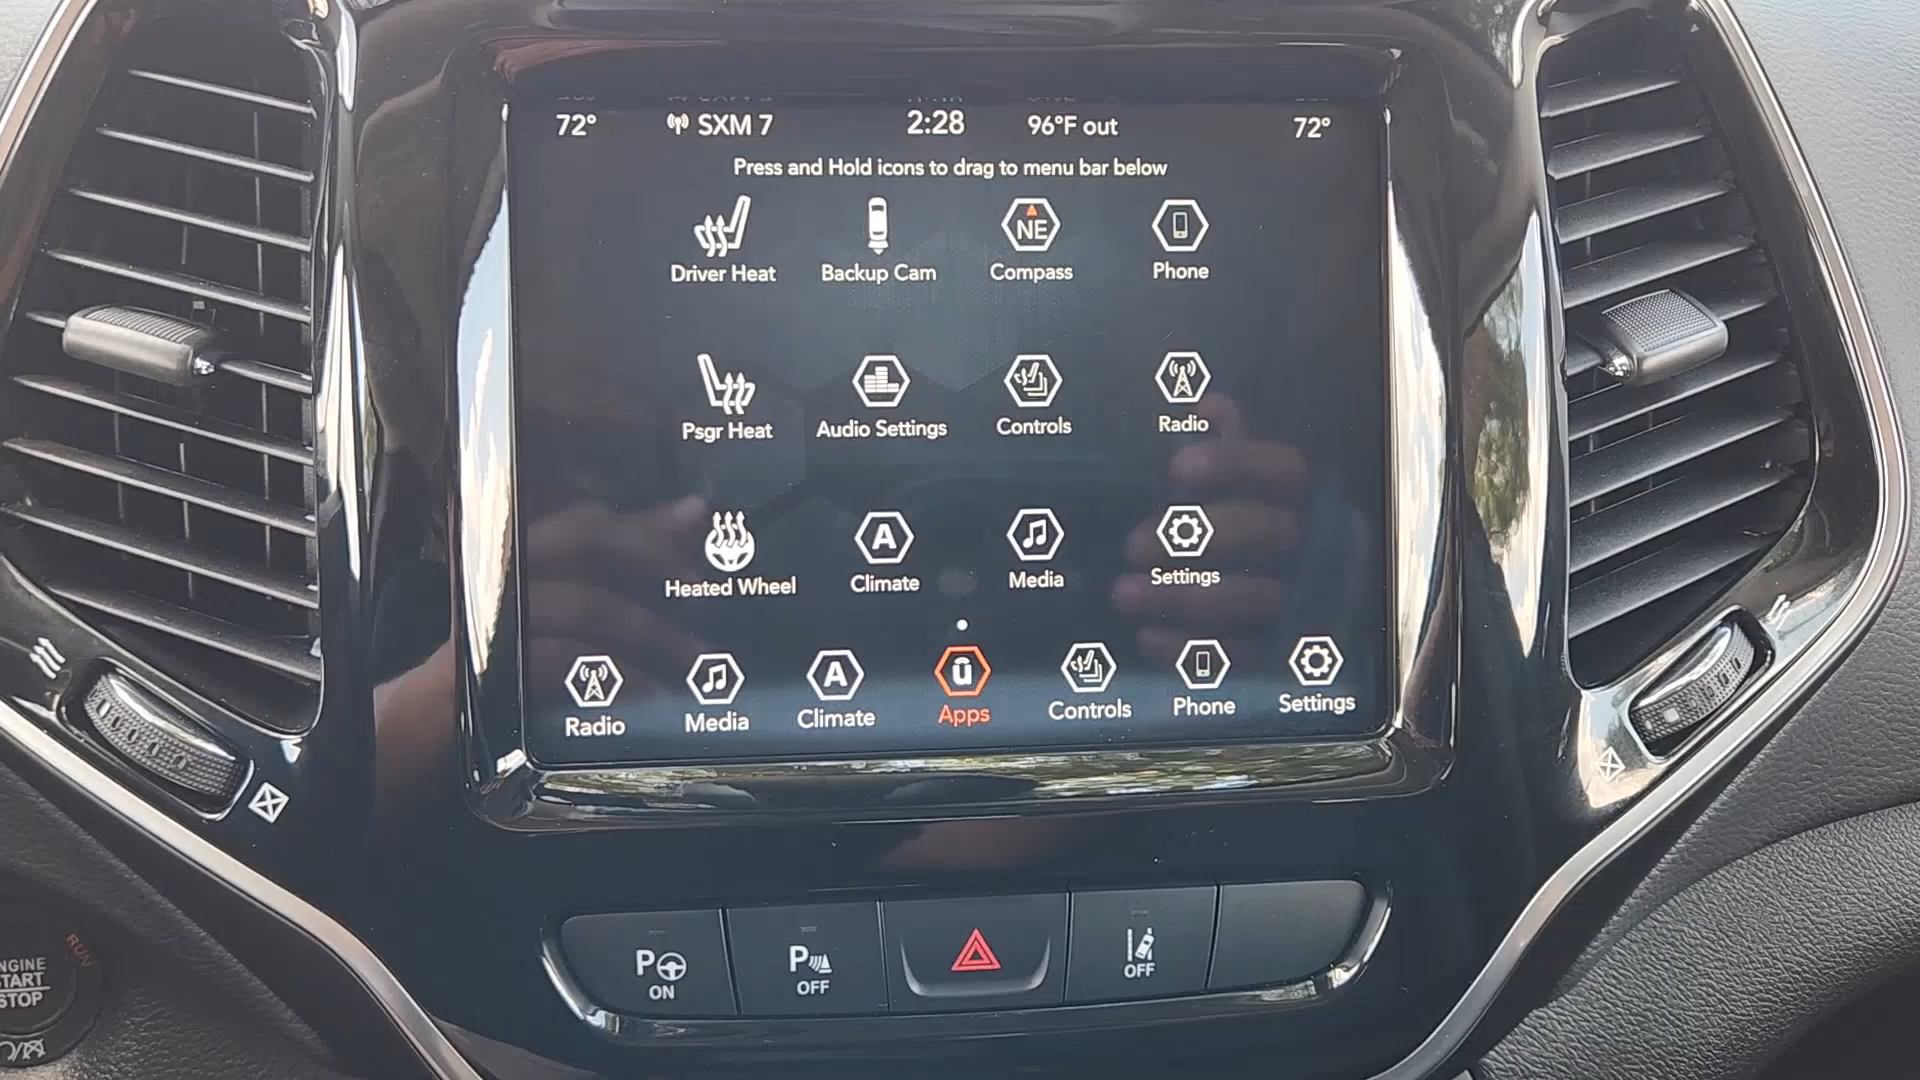 72° SXM 7 2:28 96°F out 72°
Press and Hold icons to drag to menu bar below
NE
Driver Heat Backup Cam Compass Phone
Psgr Heat Audio Settings Controls Radio
A
Heated Wheel Climate Media Settings
A ū
Radio Media Climate Apps Controls Phone Settings
P ON
P OFF
OFF
RUN
START
STOP